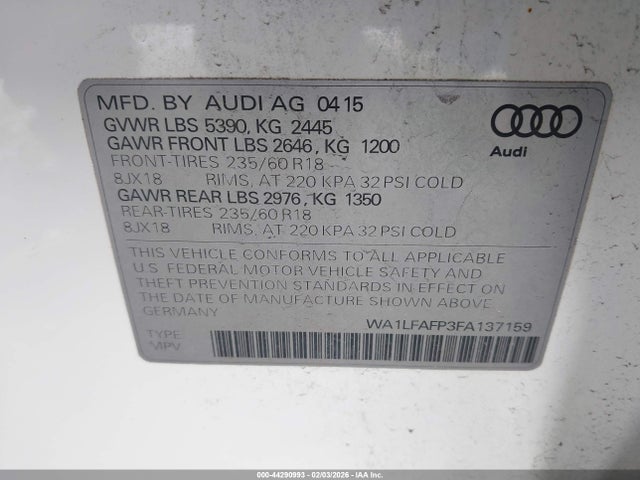 MFD. BY AUDI AG 04 15
GVWR LBS 5390, KG 2445
GAWR FRONT LBS 2646, KG 1200
FRONT-TIRES 235/60 R18
8JX18 RIMS, AT 220 KPA 32 PSI COLD
GAWR REAR LBS 2976, KG 1350
REAR-TIRES 235/60 R18
8JX18 RIMS, AT 220 KPA 32 PSI COLD
THIS VEHICLE CONFORMS TO ALL APPLICABLE
U.S. FEDERAL MOTOR VEHICLE SAFETY AND
THEFT PREVENTION STANDARDS IN EFFECT ON
THE DATE OF MANUFACTURE SHOWN ABOVE.
GERMANY
WA1LFAFP3FA137159
TYPE
MPV
Audi
000-44290993 - 02/03/2026 - COPYRIGHT IAA, INC.